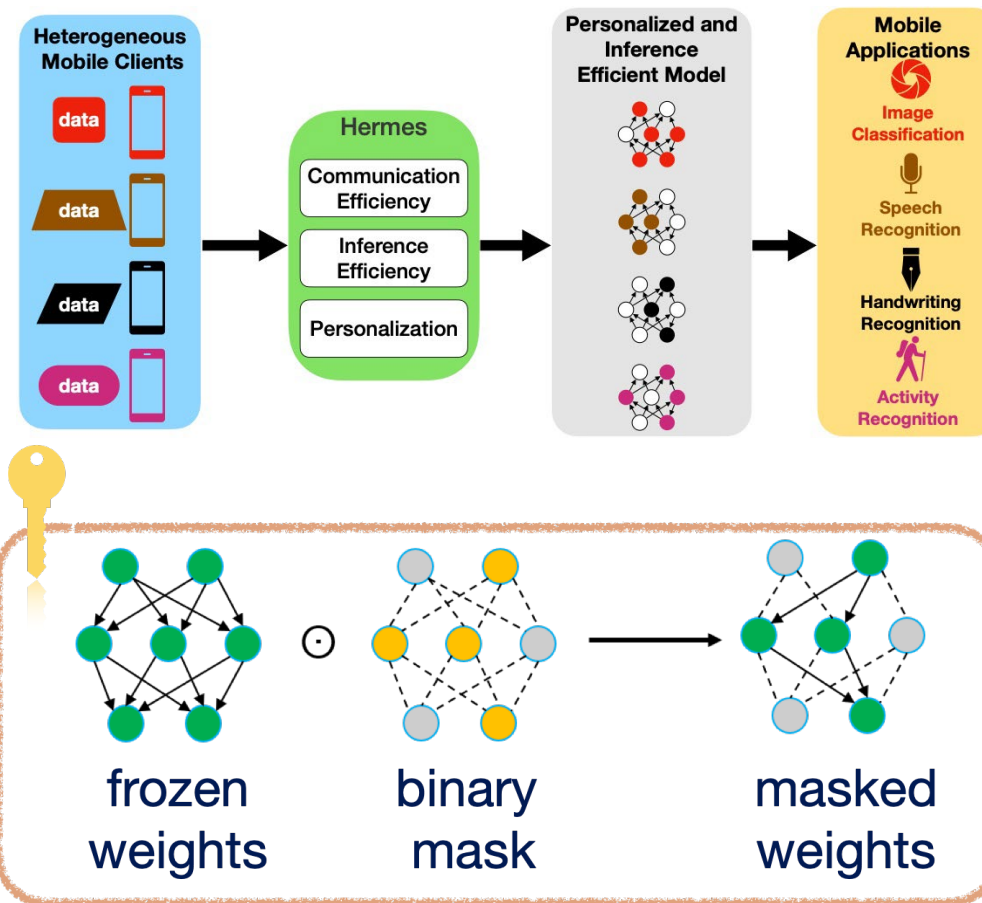 Heterogeneous
Mobile Clients
data
data
data
data
Hermes
Communication
Efficiency
Inference
Efficiency
Personalization
Personalized and
Inference
Efficient Model
Mobile
Applications
Image
Classification
Speech
Recognition
Handwriting
Recognition
Activity
Recognition
frozen
weights
binary
mask
masked
weights